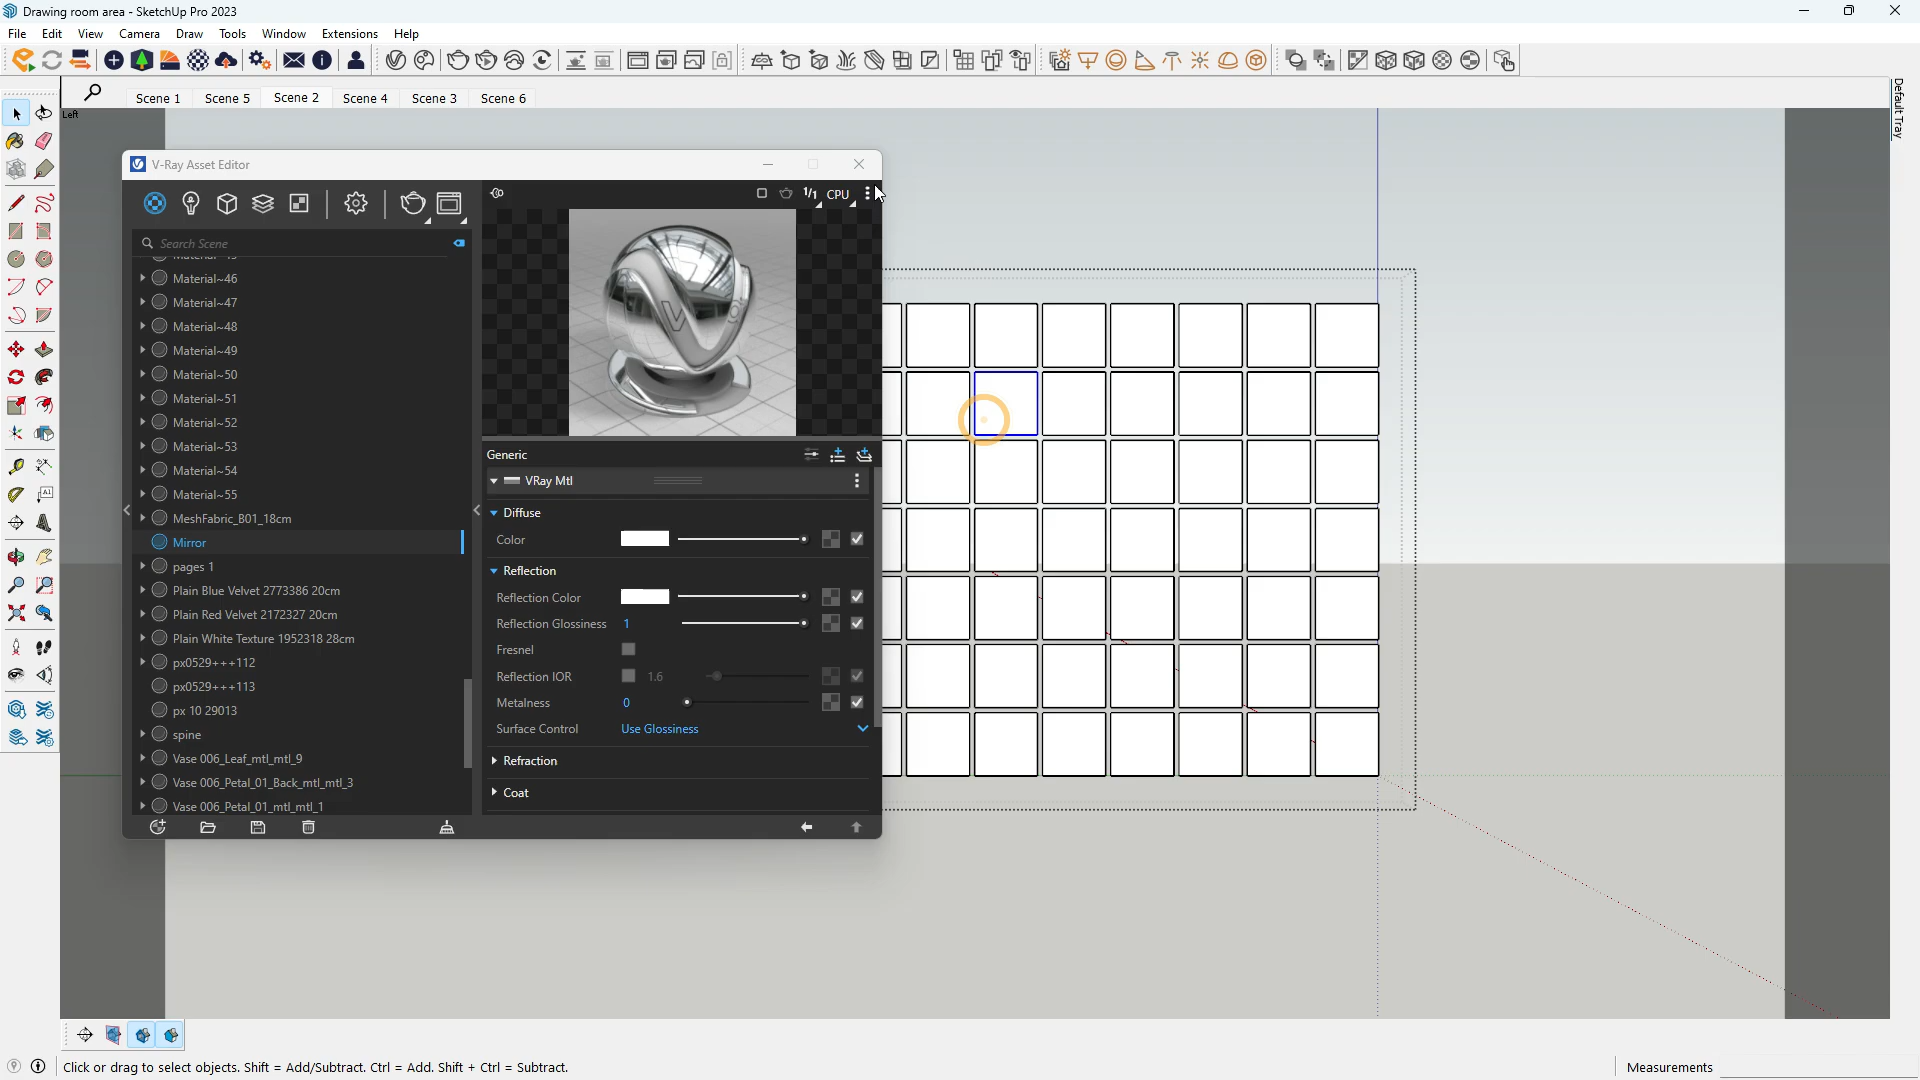 Drawing room area - SketchUp Pro 2023
File Edit View Camera Draw Tools Window Extensions Help
Scene 1 Scene 5 Scene 2 Scene 4 Scene 3 Scene 6
Default Tray
Left
V-Ray Asset Editor
1/1 CPU
Search Scene
Material~46
Material~47
Material~48
Material~49
Material~50
Material~51
Material~52
Material~53
Material~54
Material~55
MeshFabric_B01_18cm
Mirror
pages 1
Plain Blue Velvet 2773386 20cm
Plain Red Velvet 2172327 20cm
Plain White Texture 1952318 28cm
px0529+++112
px0529+++113
px 10 29013
spine
Vase 006_Leaf_mtl_mtl_9
Vase 006_Petal_01_Back_mtl_mtl_3
Vase 006_Petal_01_mtl_mtl_1
Generic
VRay Mtl
Diffuse
Color
Reflection
Reflection Color
Reflection Glossiness 1
Fresnel
Reflection IOR 1.6
Metalness 0
Surface Control Use Glossiness
Refraction
Coat
Click or drag to select objects. Shift = Add/Subtract. Ctrl = Add. Shift + Ctrl = Subtract.
Measurements